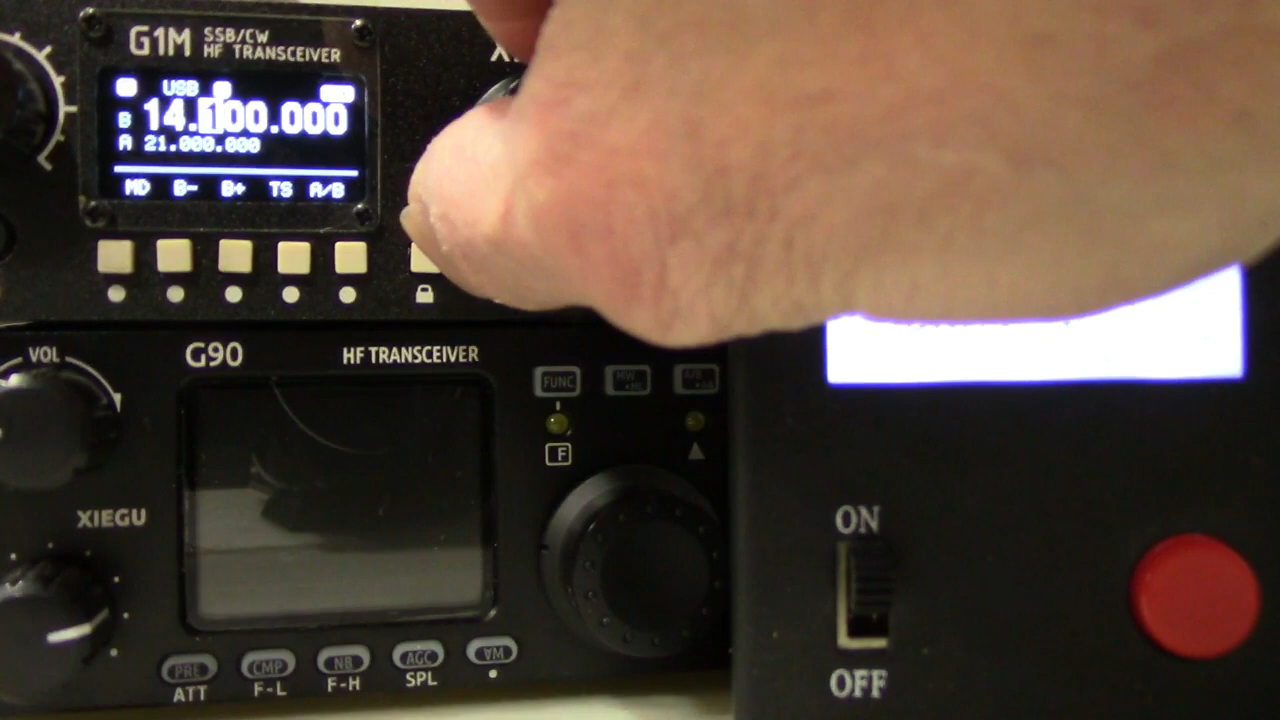 G1M SSB/CW
HF TRANSCEIVER
USB
B 14.100.000
A 21.000.000
MD B- B+ TS A/B
VOL
G90
HF TRANSCEIVER
FUNC
F
XIEGU
PRE CMP NB AGC
ATT F-L F-H SPL
ON
OFF